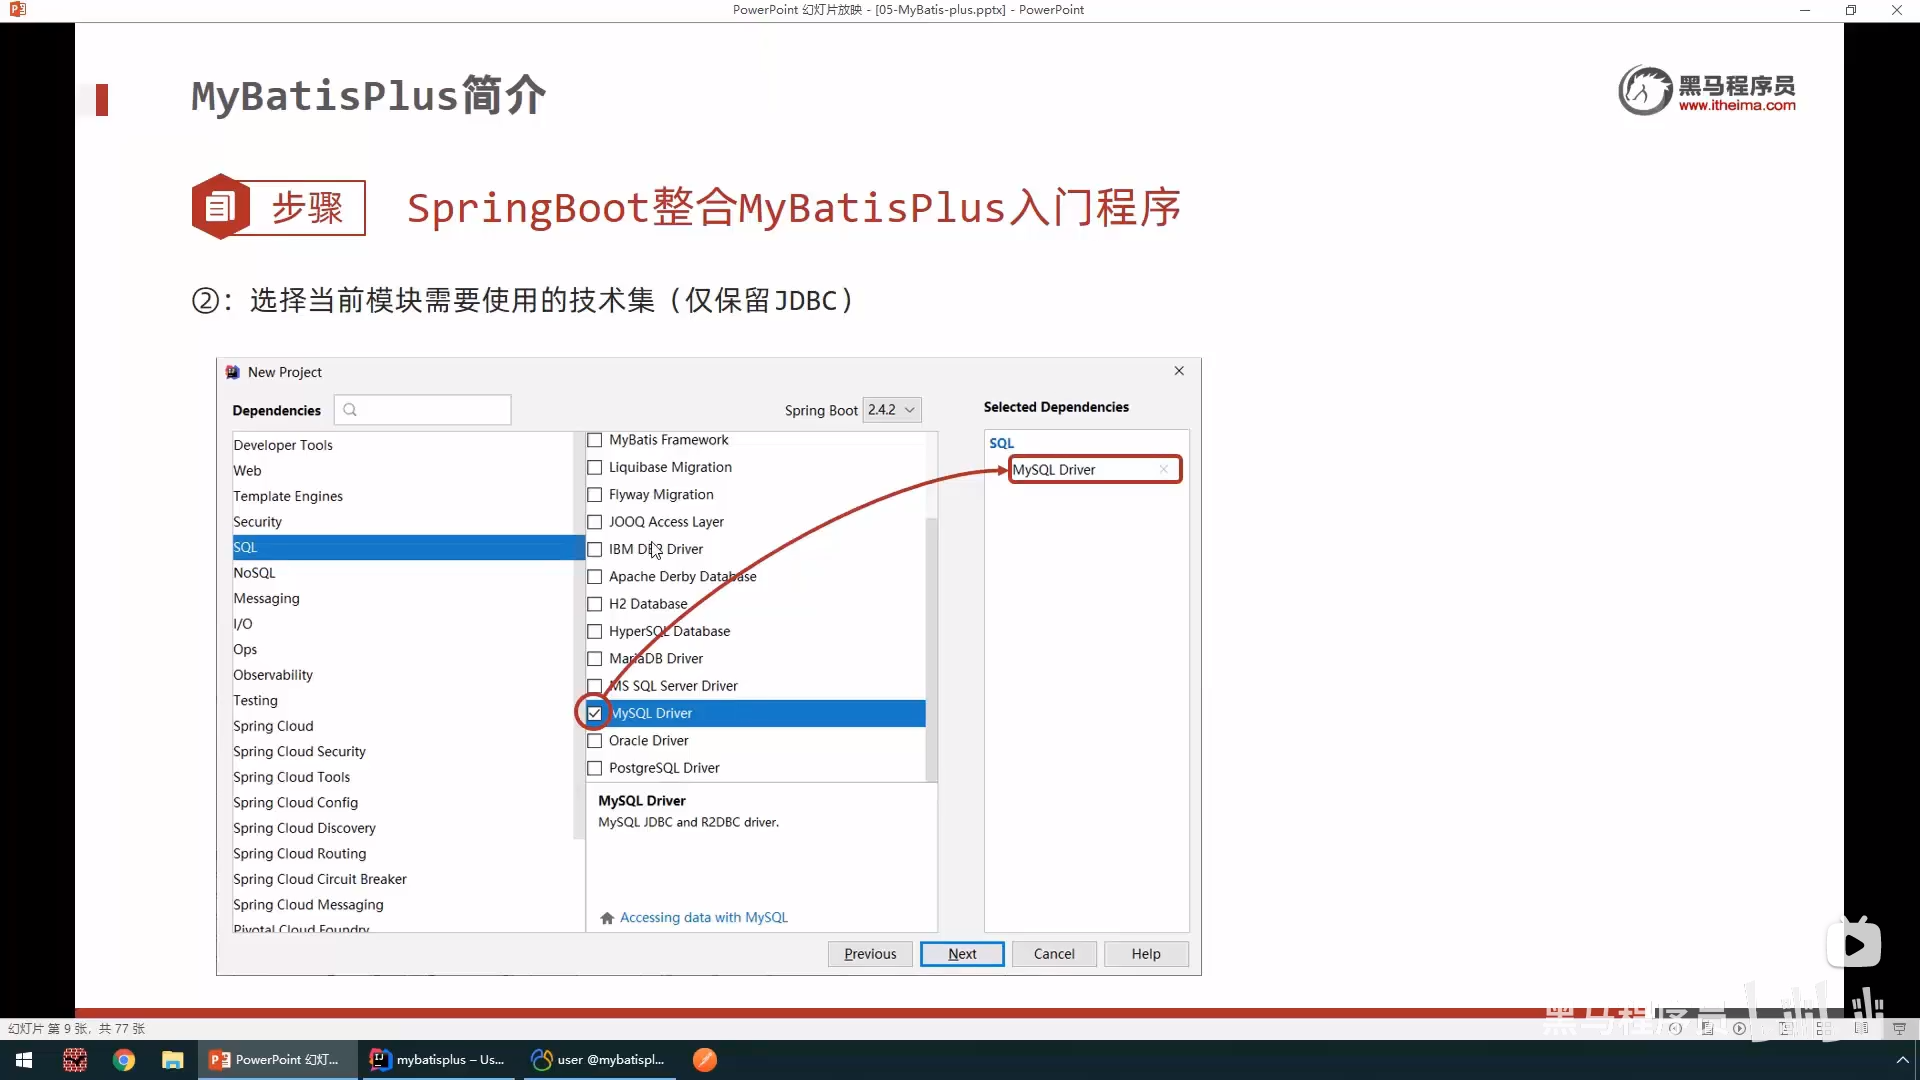 PowerPoint 幻灯片放映 - [05-MyBatis-plus.pptx] - PowerPoint
MyBatisPlus简介
黑马程序员
www.itheima.com
步骤
SpringBoot整合MyBatisPlus入门程序
②：选择当前模块需要使用的技术集（仅保留JDBC）
New Project
Dependencies
Spring Boot 2.4.2
Selected Dependencies
Developer Tools
Web
Template Engines
Security
SQL
NoSQL
Messaging
I/O
Ops
Observability
Testing
Spring Cloud
Spring Cloud Security
Spring Cloud Tools
Spring Cloud Config
Spring Cloud Discovery
Spring Cloud Routing
Spring Cloud Circuit Breaker
Spring Cloud Messaging
Pivotal Cloud Foundry
MyBatis Framework
Liquibase Migration
Flyway Migration
JOOQ Access Layer
IBM DB2 Driver
Apache Derby Database
H2 Database
HyperSQL Database
MariaDB Driver
MS SQL Server Driver
MySQL Driver
Oracle Driver
PostgreSQL Driver
MySQL Driver
MySQL JDBC and R2DBC driver.
Accessing data with MySQL
SQL
MySQL Driver
Previous
Next
Cancel
Help
黑马程序员
幻灯片 第 9 张，共 77 张
PowerPoint 幻灯...
mybatisplus – Us...
user @mybatispl...